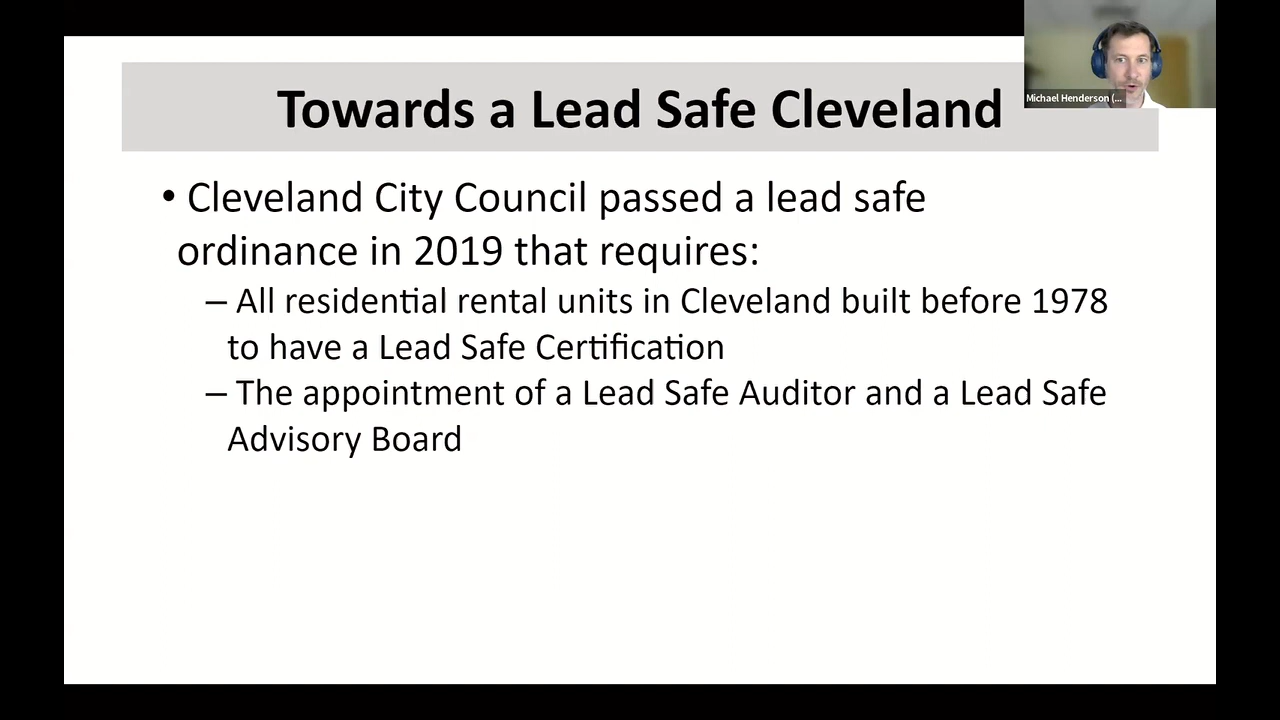 Towards a Lead Safe Cleveland
Michael Henderson (...
• Cleveland City Council passed a lead safe
ordinance in 2019 that requires:
– All residential rental units in Cleveland built before 1978
to have a Lead Safe Certification
– The appointment of a Lead Safe Auditor and a Lead Safe
Advisory Board